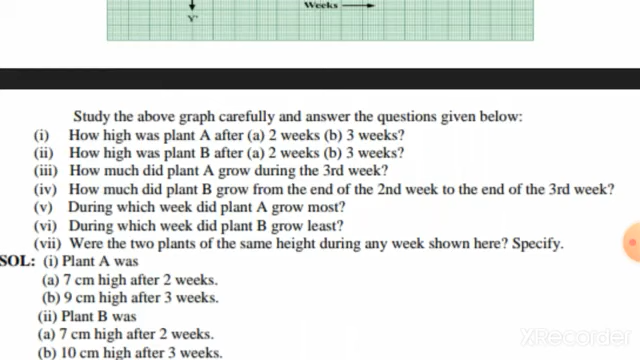 Weeks
Y'
Study the above graph carefully and answer the questions given below:
(i) How high was plant A after (a) 2 weeks (b) 3 weeks?
(ii) How high was plant B after (a) 2 weeks (b) 3 weeks?
(iii) How much did plant A grow during the 3rd week?
(iv) How much did plant B grow from the end of the 2nd week to the end of the 3rd week?
(v) During which week did plant A grow most?
(vi) During which week did plant B grow least?
(vii) Were the two plants of the same height during any week shown here? Specify.
SOL: (i) Plant A was
(a) 7 cm high after 2 weeks.
(b) 9 cm high after 3 weeks.
(ii) Plant B was
(a) 7 cm high after 2 weeks.
(b) 10 cm high after 3 weeks.
XRecorder